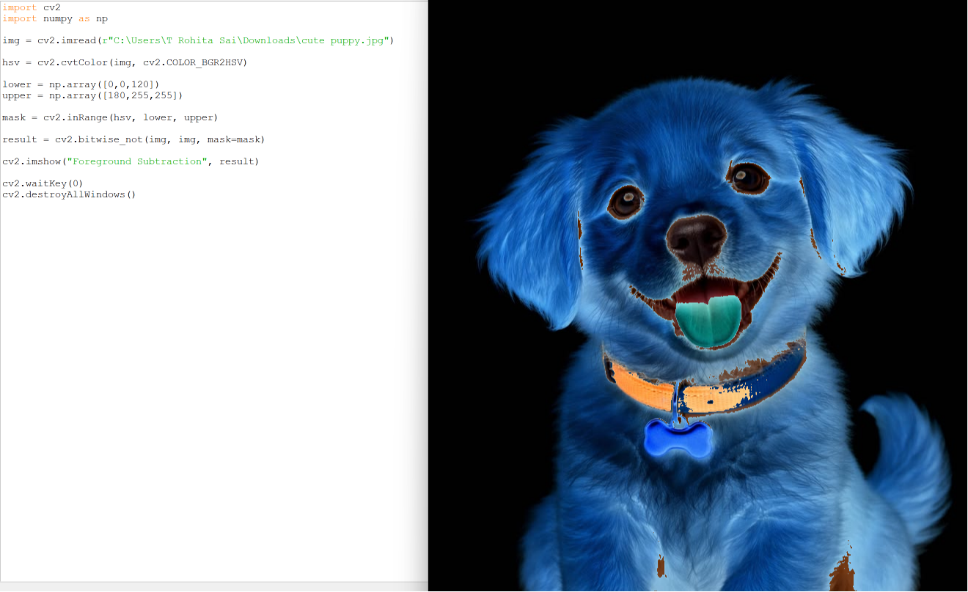 import cv2
import numpy as np
img = cv2.imread(r"C:\Users\T Rohita Sai\Downloads\cute puppy.jpg")
hsv = cv2.cvtColor(img, cv2.COLOR_BGR2HSV)
lower = np.array([0,0,120])
upper = np.array([180,255,255])
mask = cv2.inRange(hsv, lower, upper)
result = cv2.bitwise_not(img, img, mask=mask)
cv2.imshow("Foreground Subtraction", result)
cv2.waitKey(0)
cv2.destroyAllWindows()